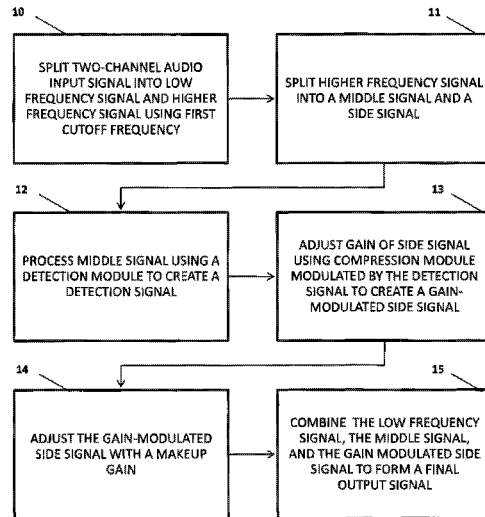 10
11
SPLIT TWO-CHANNEL AUDIO
INPUT SIGNAL INTO LOW
FREQUENCY SIGNAL AND HIGHER
FREQUENCY SIGNAL USING FIRST
CUTOFF FREQUENCY
SPLIT HIGHER FREQUENCY SIGNAL
INTO A MIDDLE SIGNAL AND A
SIDE SIGNAL
12
13
PROCESS MIDDLE SIGNAL USING A
DETECTION MODULE TO CREATE A
DETECTION SIGNAL
ADJUST GAIN OF SIDE SIGNAL
USING COMPRESSION MODULE
MODULATED BY THE DETECTION
SIGNAL TO CREATE A GAIN-
MODULATED SIDE SIGNAL
14
15
ADJUST THE GAIN-MODULATED
SIDE SIGNAL WITH A MAKEUP
GAIN
COMBINE THE LOW FREQUENCY
SIGNAL, THE MIDDLE SIGNAL,
AND THE GAIN MODULATED SIDE
SIGNAL TO FORM A FINAL
OUTPUT SIGNAL